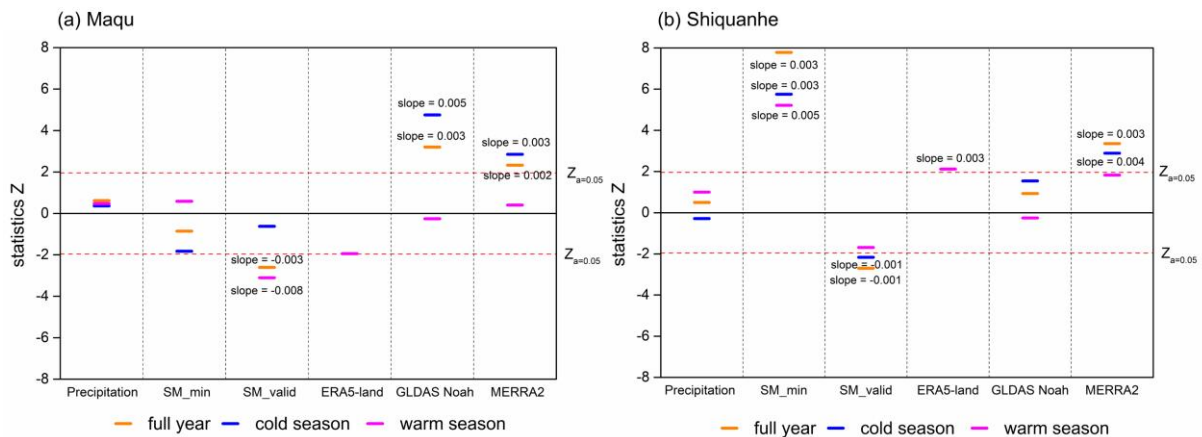 (a) Maqu
8
6
4
2
0
-2
-4
-6
-8
statistics Z
slope = -0.003
slope = -0.008
slope = 0.005
slope = 0.003
slope = 0.003
slope = 0.002
Za=0.05
Za=0.05
Precipitation SM_min SM_valid ERA5-land GLDAS Noah MERRA2
full year cold season warm season
(b) Shiquanhe
8
6
4
2
0
-2
-4
-6
-8
statistics Z
slope = 0.003
slope = 0.003
slope = 0.005
slope = -0.001
slope = -0.001
slope = 0.003
slope = 0.003
slope = 0.004
Za=0.05
Za=0.05
Precipitation SM_min SM_valid ERA5-land GLDAS Noah MERRA2
full year cold season warm season